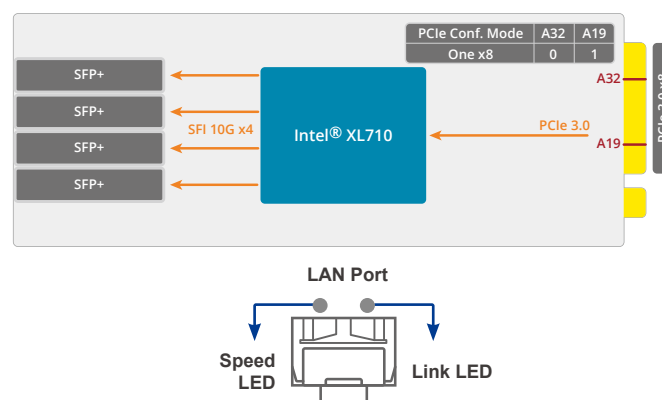 PCIe Conf. Mode A32 A19
One x8 0 1
SFP+
SFP+
SFP+
SFP+
SFI 10G x4
Intel® XL710
PCIe 3.0
A32
A19
LAN Port
Speed
LED
Link LED